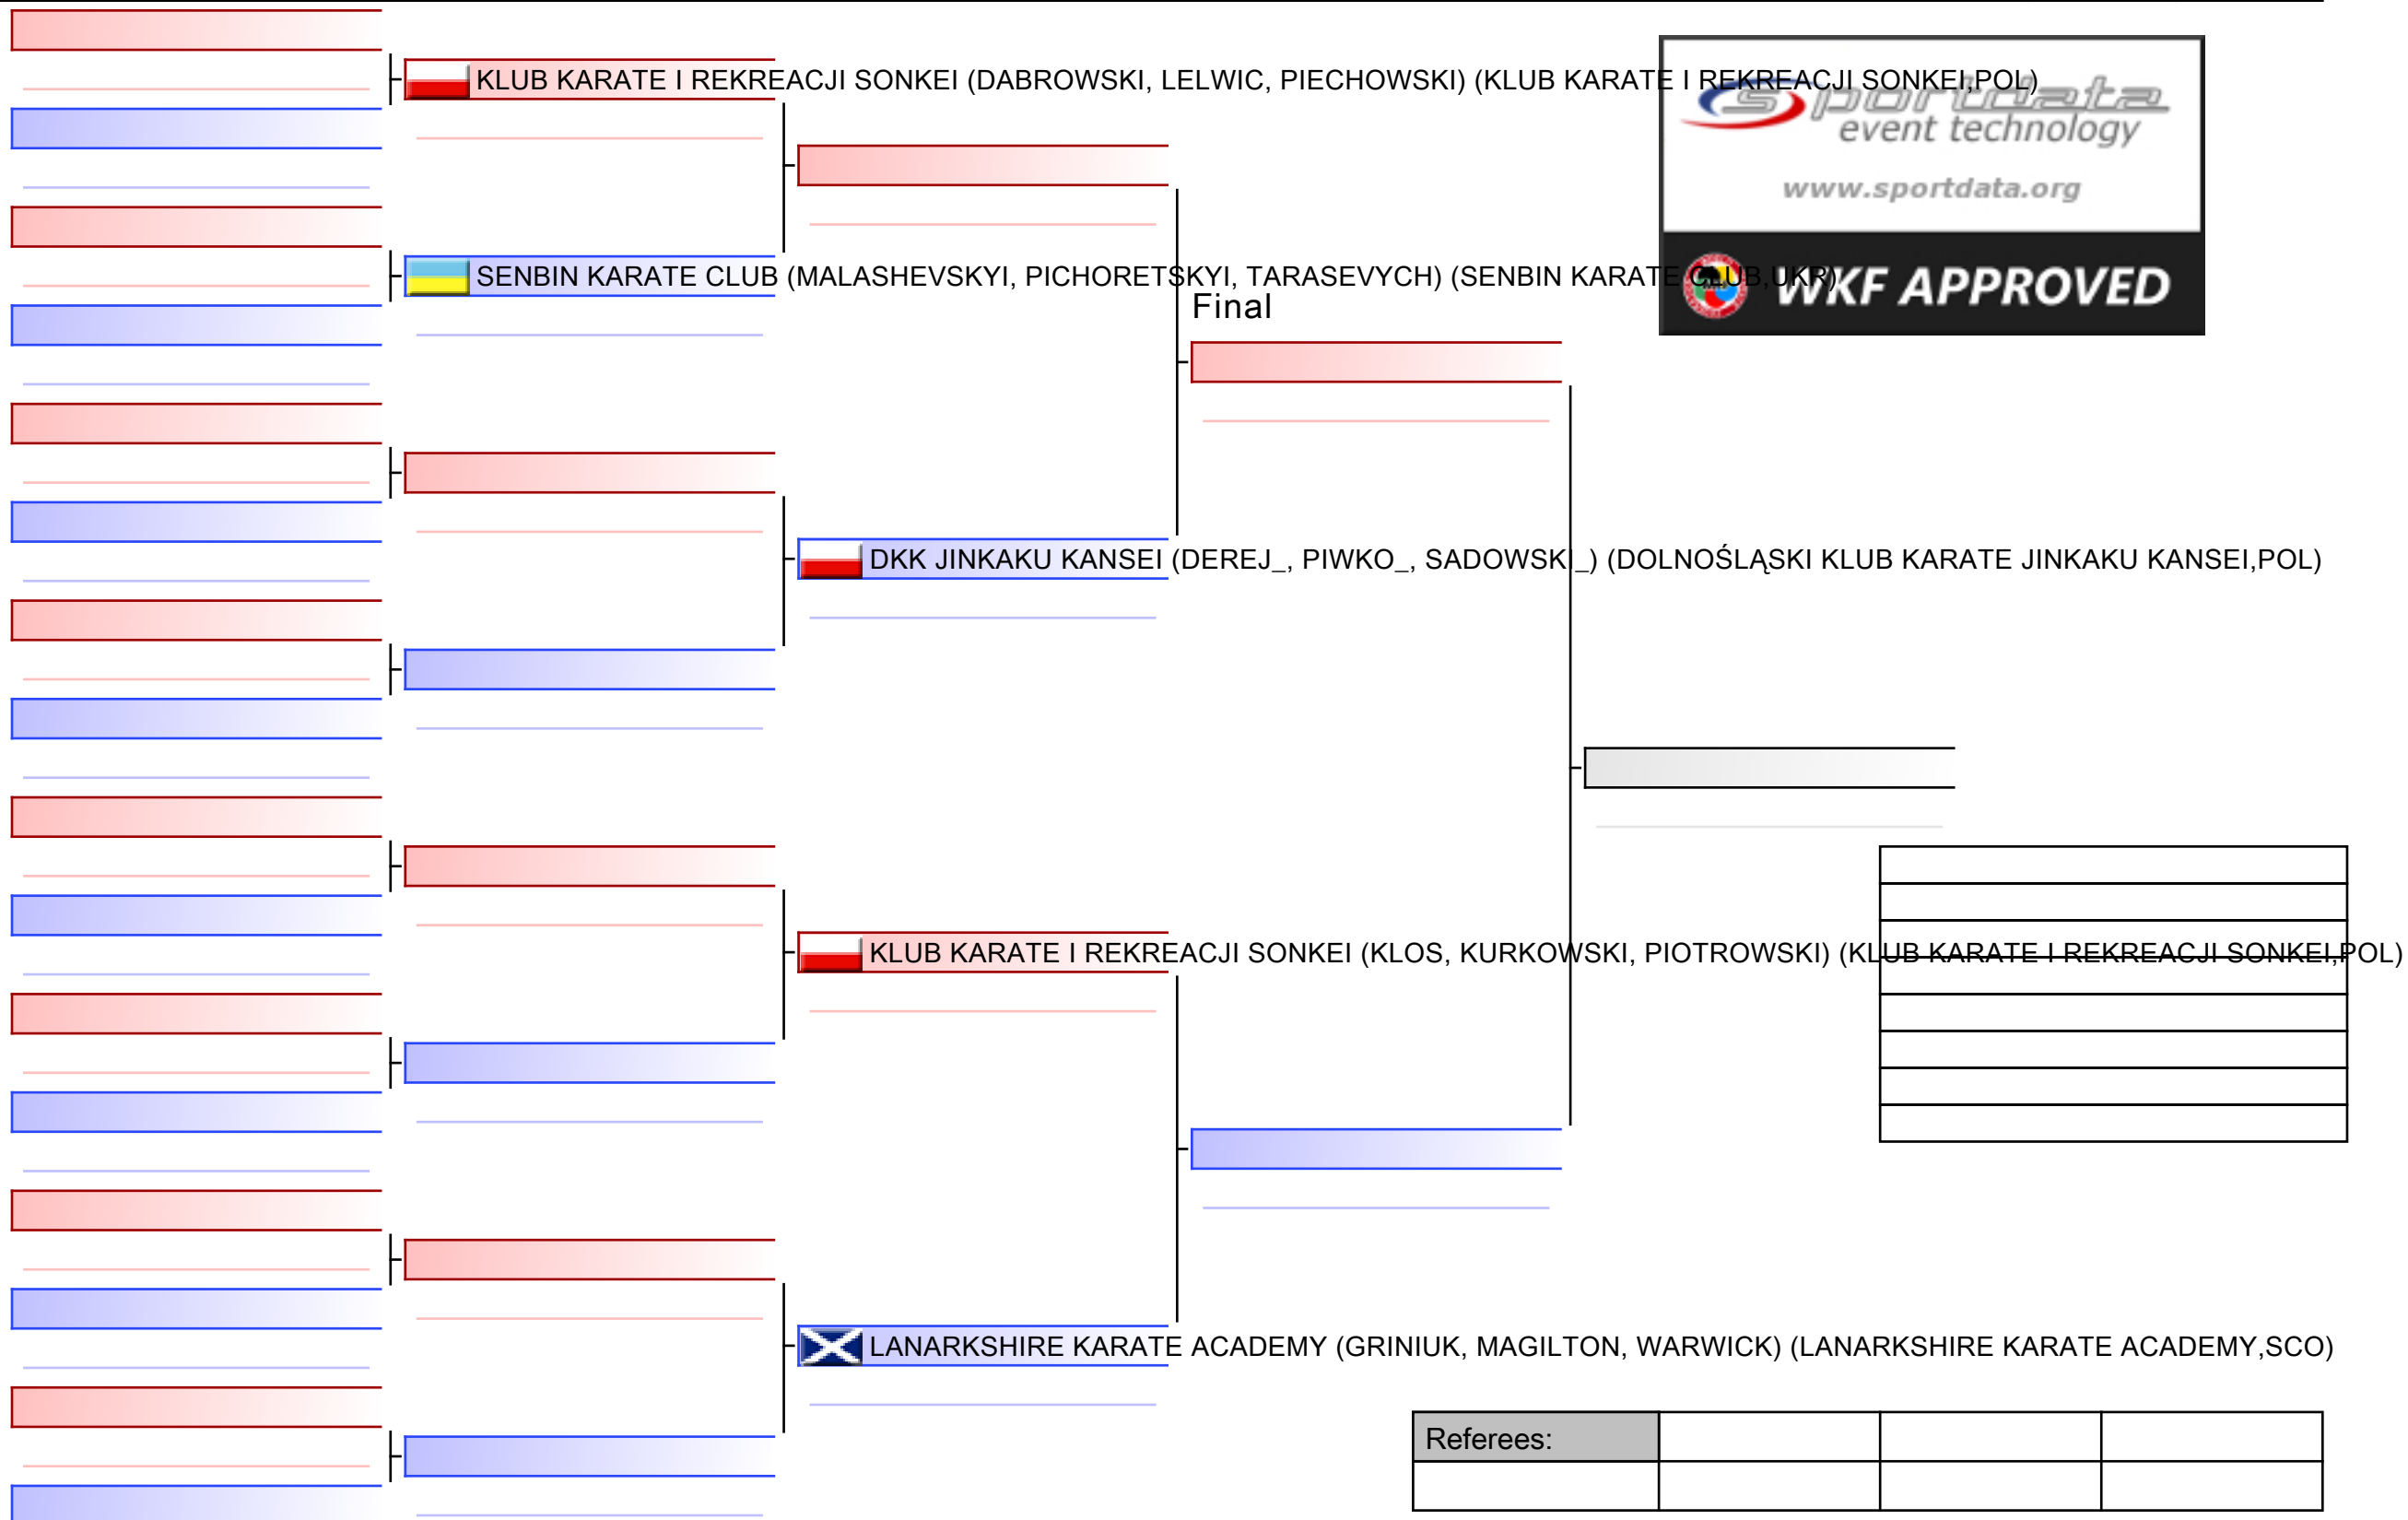 KLUB KARATE I REKREACJI SONKEI (DABROWSKI, LELWIC, PIECHOWSKI) (KLUB KARATE I REKREACJI SONKEI,POL)
sportdata
event technology
www.sportdata.org
SENBIN KARATE CLUB (MALASHEVSKYI, PICHORETSKYI, TARASEVYCH) (SENBIN KARATE CLUB,UKR)
WKF APPROVED
Final
DKK JINKAKU KANSEI (DEREJ_, PIWKO_, SADOWSKI_) (DOLNOŚLĄSKI KLUB KARATE JINKAKU KANSEI,POL)
KLUB KARATE I REKREACJI SONKEI (KLOS, KURKOWSKI, PIOTROWSKI) (KLUB KARATE I REKREACJI SONKEI,POL)
LANARKSHIRE KARATE ACADEMY (GRINIUK, MAGILTON, WARWICK) (LANARKSHIRE KARATE ACADEMY,SCO)
Referees: